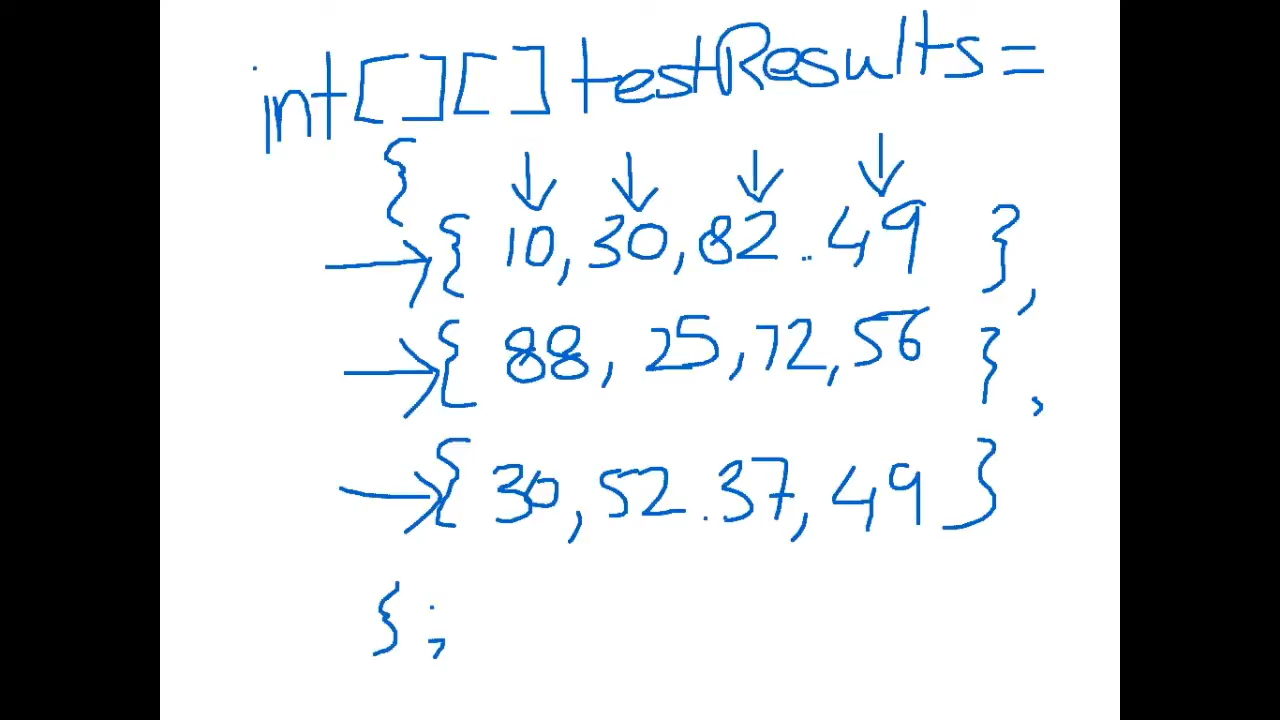 int[][] testResults=
{
{ 10, 30, 82.. 49 },
{ 88, 25, 72, 56 },
{ 30, 52. 37, 49 }
};